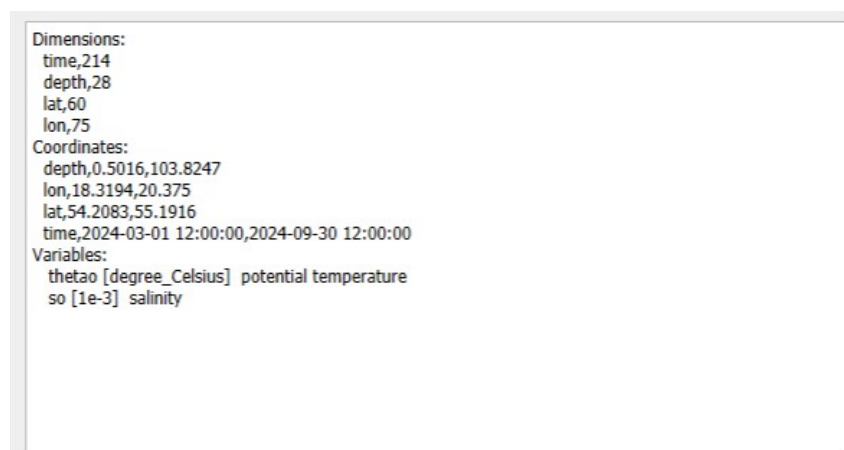 Dimensions:
time,214
depth,28
lat,60
lon,75
Coordinates:
depth,0.5016,103.8247
lon,18.3194,20.375
lat,54.2083,55.1916
time,2024-03-01 12:00:00,2024-09-30 12:00:00
Variables:
thetao [degree_Celsius]  potential temperature
so [1e-3]  salinity